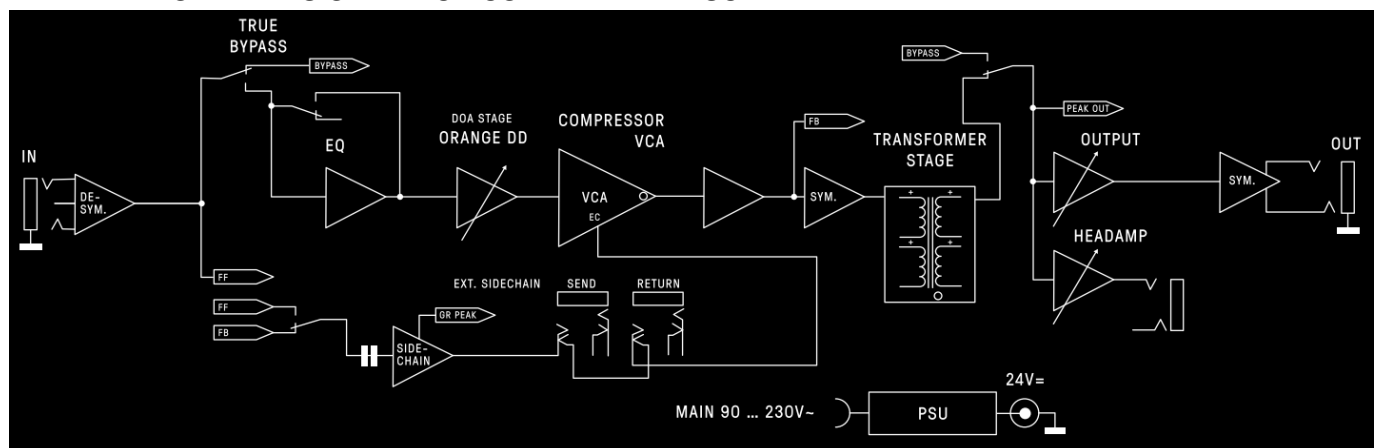 TRUE
BYPASS
BYPASS
BYPASS
DOA STAGE
ORANGE DD
COMPRESSOR
VCA
FB
PEAK OUT
TRANSFORMER
STAGE
OUTPUT
EQ
IN
OUT
DE-
SYM.
VCA
EC
SYM.
SYM.
HEADAMP
FF
EXT. SIDECHAIN
SEND
RETURN
FF
FB
GR PEAK
SIDE-
CHAIN
24V=
MAIN 90 ... 230V~
PSU